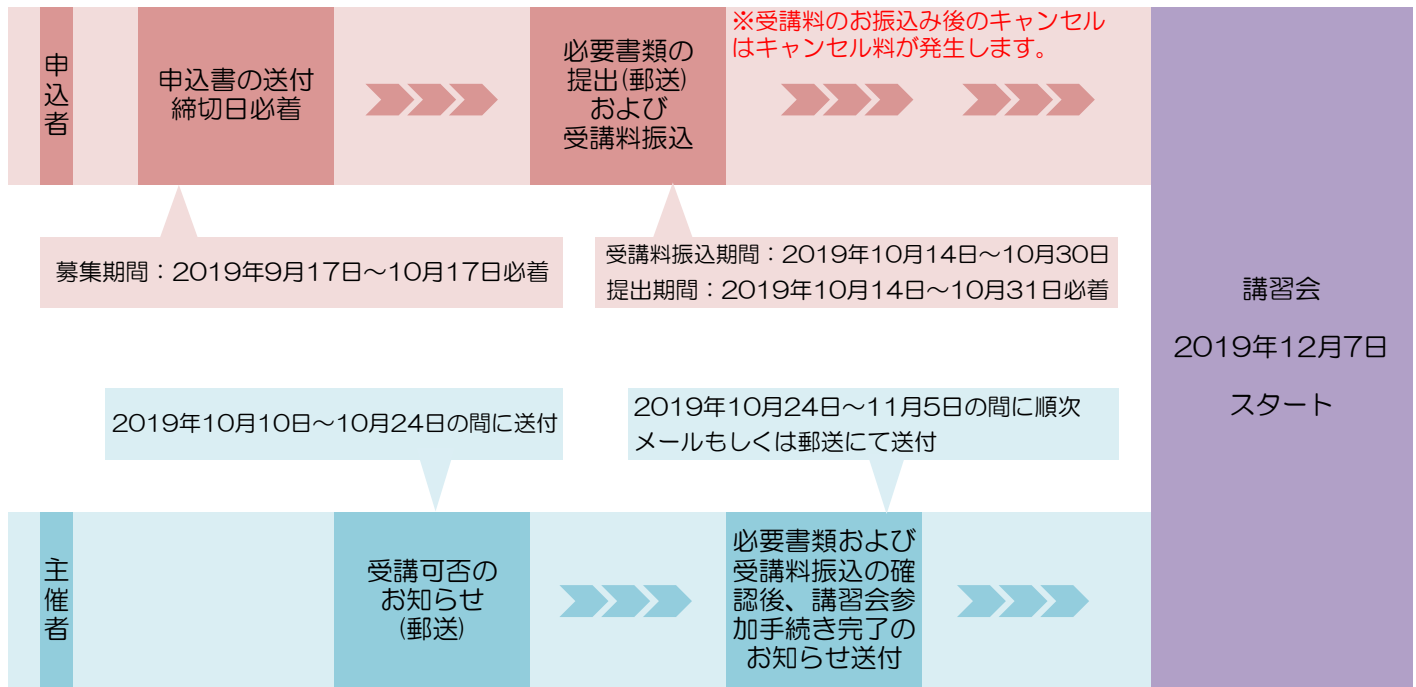 申込者
申込書の送付
締切日必着
必要書類の
提出(郵送)
および
受講料振込
※受講料のお振込み後のキャンセル
はキャンセル料が発生します。
募集期間：2019年9月17日～10月17日必着
受講料振込期間：2019年10月14日～10月30日
提出期間：2019年10月14日～10月31日必着
講習会
2019年12月7日
スタート
2019年10月10日～10月24日の間に送付
2019年10月24日～11月5日の間に順次
メールもしくは郵送にて送付
主催者
受講可否の
お知らせ
(郵送)
必要書類および
受講料振込の確
認後、講習会参
加手続き完了の
お知らせ送付